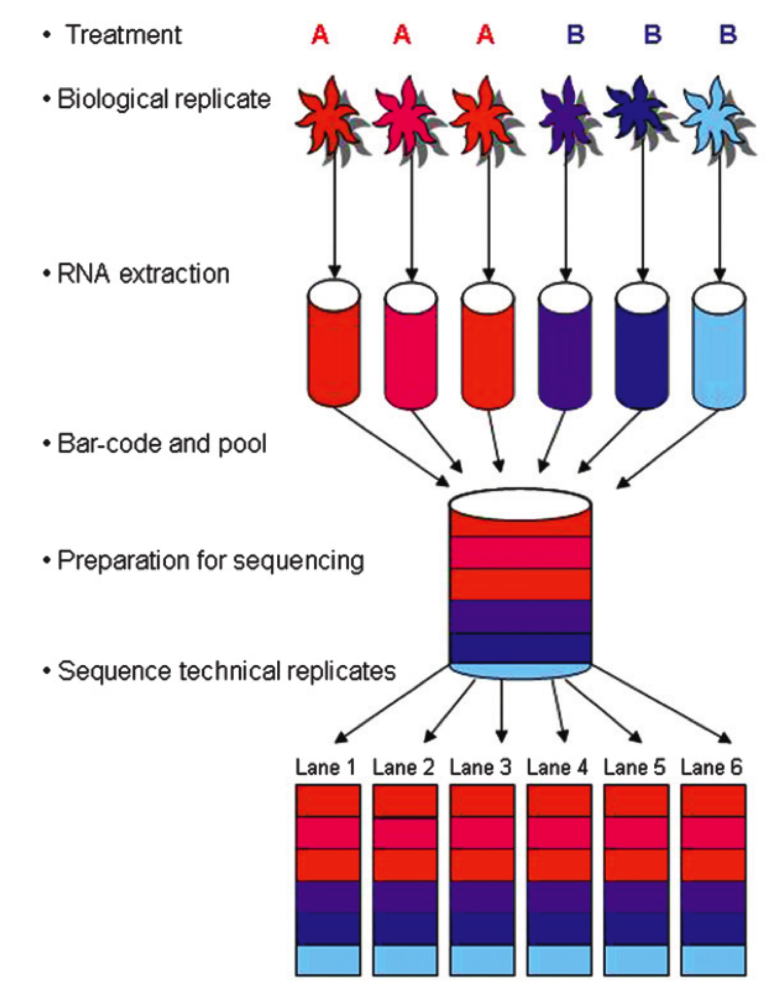 • Treatment A A A B B B
• Biological replicate
• RNA extraction
• Bar-code and pool
• Preparation for sequencing
• Sequence technical replicates
Lane 1 Lane 2 Lane 3 Lane 4 Lane 5 Lane 6